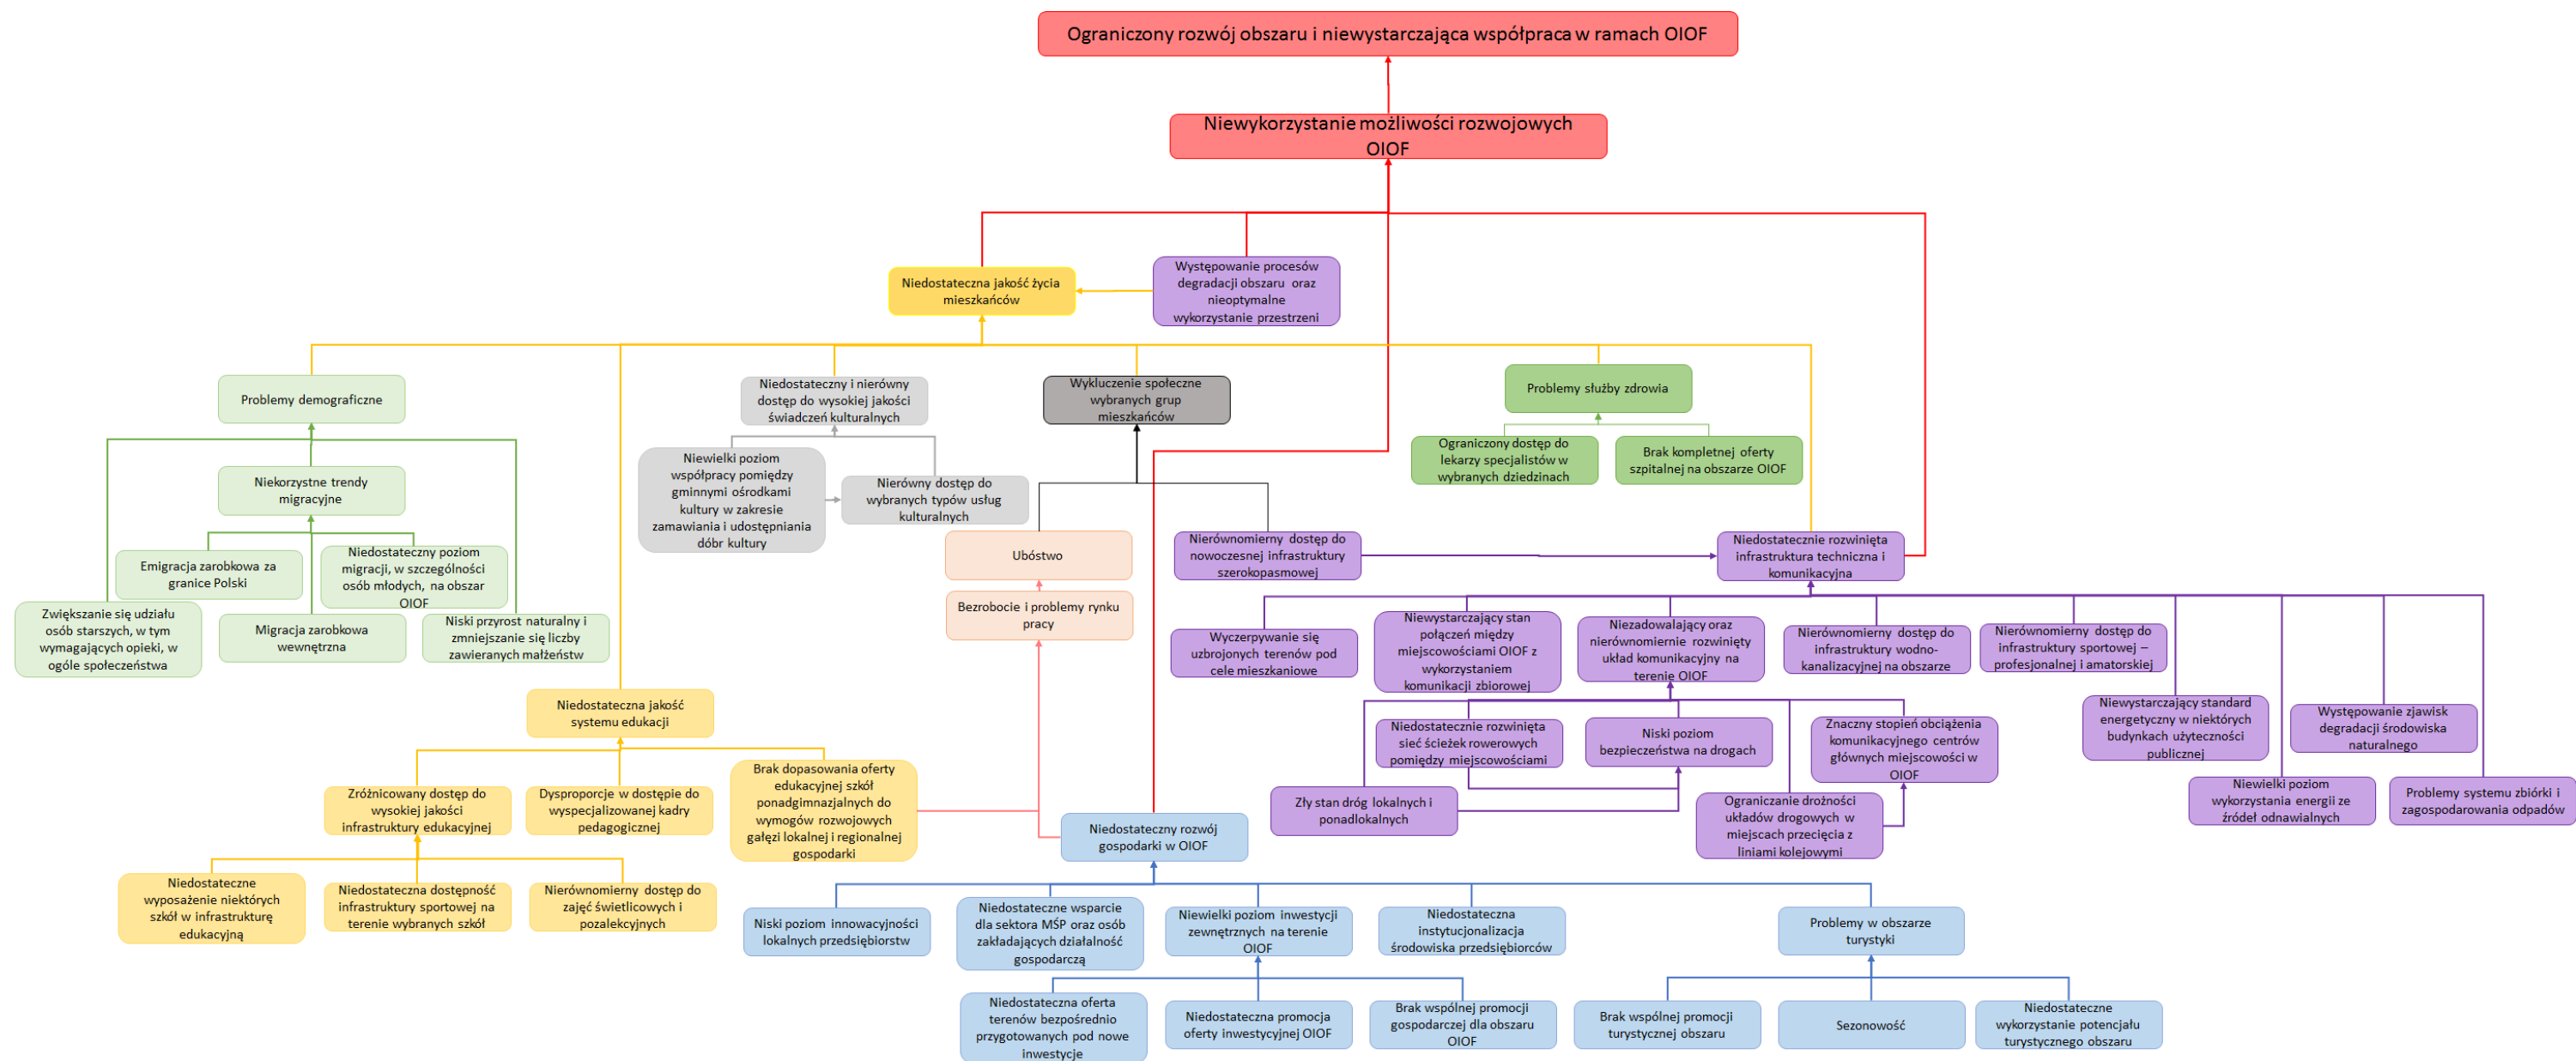 Ograniczony rozwój obszaru i niewystarczająca współpraca w ramach OIOF
Niewykorzystanie możliwości rozwojowych
OIOF
Niedostateczna jakość życia
mieszkańców
Występowanie procesów
degradacji obszaru oraz
nieoptymalne
wykorzystanie przestrzeni
Problemy demograficzne
Niedostateczny i nierówny
dostęp do wysokiej jakości
świadczeń kulturalnych
Wykluczenie społeczne
wybranych grup
mieszkańców
Problemy służby zdrowia
Niekorzystne trendy
migracyjne
Niewielki poziom
współpracy pomiędzy
gminnymi ośrodkami
kultury w zakresie
zamawiania i udostępniania
dóbr kultury
Nierówny dostęp do
wybranych typów usług
kulturalnych
Ograniczony dostęp do
lekarzy specjalistów w
wybranych dziedzinach
Brak kompletnej oferty
szpitalnej na obszarze OIOF
Emigracja zarobkowa za
granice Polski
Niedostateczny poziom
migracji, w szczególności
osób młodych, na obszar
OIOF
Ubóstwo
Nierównomierny dostęp do
nowoczesnej infrastruktury
szerokopasmowej
Niedostatecznie rozwinięta
infrastruktura techniczna i
komunikacyjna
Zwiększanie się udziału
osób starszych, w tym
wymagających opieki, w
ogóle społeczeństwa
Migracja zarobkowa
wewnętrzna
Niski przyrost naturalny i
zmniejszanie się liczby
zawieranych małżeństw
Bezrobocie i problemy rynku
pracy
Wyczerpywanie się
uzbrojonych terenów pod
cele mieszkaniowe
Niewystarczający stan
połączeń między
miejscowościami OIOF z
wykorzystaniem
komunikacji zbiorowej
Niezadowalający oraz
nierównomiernie rozwinięty
układ komunikacyjny na
terenie OIOF
Nierównomierny dostęp do
infrastruktury wodno-
kanalizacyjnej na obszarze
Nierównomierny dostęp do
infrastruktury sportowej –
profesjonalnej i amatorskiej
Niedostateczna jakość
systemu edukacji
Niedostatecznie rozwinięta
sieć ścieżek rowerowych
pomiędzy miejscowościami
Niski poziom
bezpieczeństwa na drogach
Znaczny stopień obciążenia
komunikacyjnego centrów
głównych miejscowości w
OIOF
Niewystarczający standard
energetyczny w niektórych
budynkach użyteczności
publicznej
Występowanie zjawisk
degradacji środowiska
naturalnego
Zróżnicowany dostęp do
wysokiej jakości
infrastruktury edukacyjnej
Dysproporcje w dostępie do
wyspecjalizowanej kadry
pedagogicznej
Brak dopasowania oferty
edukacyjnej szkół
ponadgimnazjalnych do
wymogów rozwojowych
gałęzi lokalnej i regionalnej
gospodarki
Niedostateczny rozwój
gospodarki w OIOF
Zły stan dróg lokalnych i
ponadlokalnych
Ograniczanie drożności
układów drogowych w
miejscach przecięcia z
liniami kolejowymi
Niewielki poziom
wykorzystania energii ze
źródeł odnawialnych
Problemy systemu zbiórki i
zagospodarowania odpadów
Niedostateczne
wyposażenie niektórych
szkół w infrastrukturę
edukacyjną
Niedostateczna dostępność
infrastruktury sportowej na
terenie wybranych szkół
Nierównomierny dostęp do
zajęć świetlicowych i
pozalekcyjnych
Niski poziom innowacyjności
lokalnych przedsiębiorstw
Niedostateczne wsparcie
dla sektora MŚP oraz osób
zakładających działalność
gospodarczą
Niewielki poziom inwestycji
zewnętrznych na terenie
OIOF
Niedostateczna
instytucjonalizacja
środowiska przedsiębiorców
Problemy w obszarze
turystyki
Niedostateczna oferta
terenów bezpośrednio
przygotowanych pod nowe
inwestycje
Niedostateczna promocja
oferty inwestycyjnej OIOF
Brak wspólnej promocji
gospodarczej dla obszaru
OIOF
Brak wspólnej promocji
turystycznej obszaru
Sezonowość
Niedostateczne
wykorzystanie potencjału
turystycznego obszaru